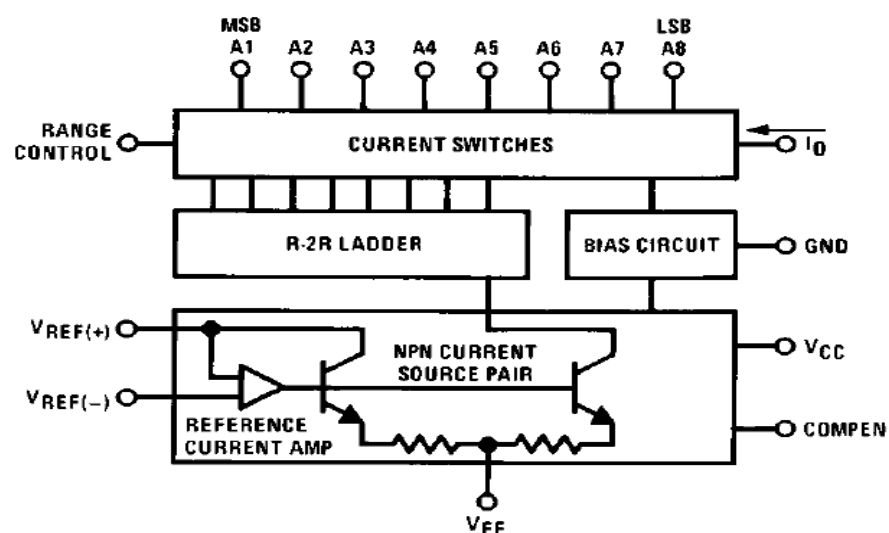 MSB
A1
A2
A3
A4
A5
A6
A7
LSB
A8
RANGE
CONTROL
CURRENT SWITCHES
IO
R-2R LADDER
BIAS CIRCUIT
GND
VREF(+)
NPN CURRENT
SOURCE PAIR
VCC
VREF(−)
REFERENCE
CURRENT AMP
COMPEN
VEE